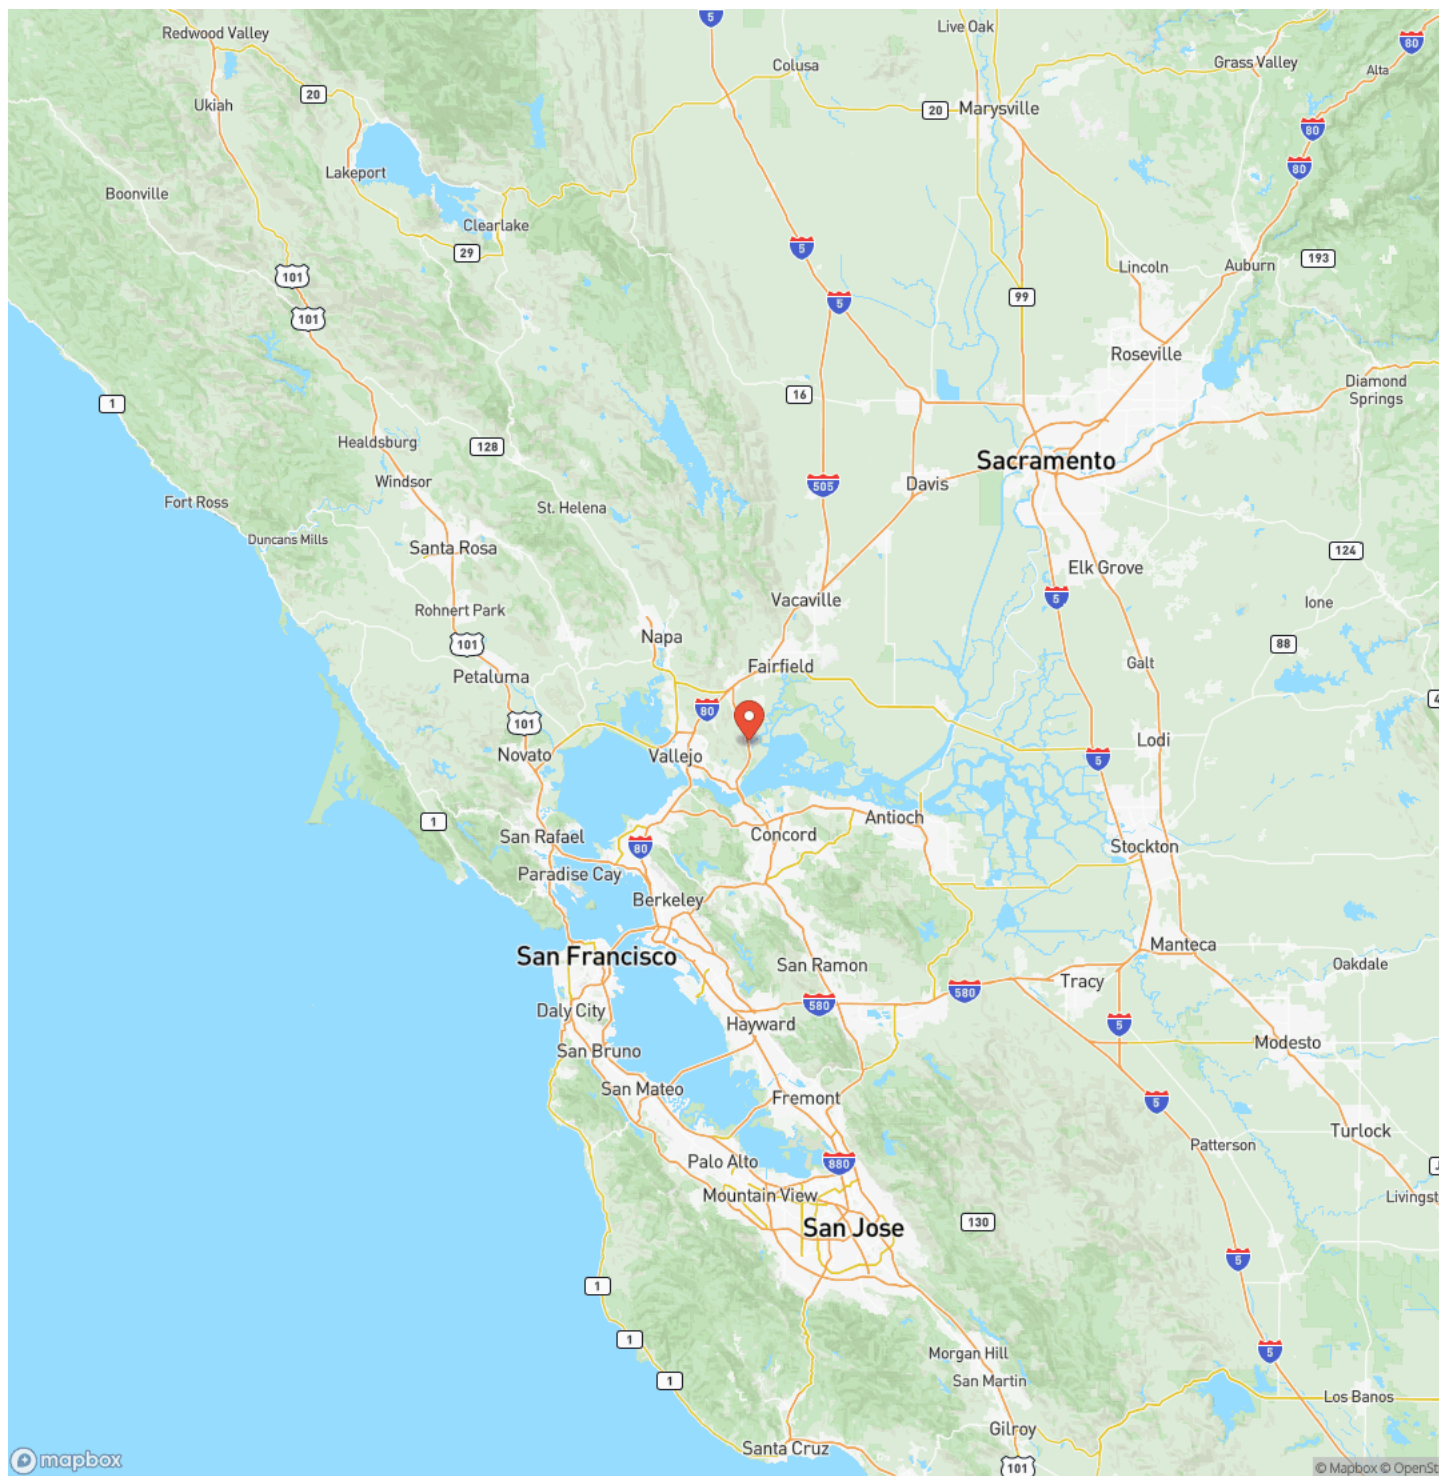 5
Live Oak
Redwood Valley
80
Grass Valley
Colusa
Alta
20
Ukiah
20
Marysville
80
80
Lakeport
Boonville
Clearlake
5
29
193
Auburn
Lincoln
101
99
5
101
Roseville
Diamond
Springs
16
1
Healdsburg
128
Sacramento
Windsor
505
Davis
Fort Ross
St. Helena
Duncans Mills
Santa Rosa
124
Elk Grove
5
Vacaville
Ione
Rohnert Park
Napa
101
88
Fairfield
Galt
Petaluma
4
80
101
Lodi
Novato
Vallejo
5
Antioch
1
San Rafael
Concord
80
Stockton
Paradise Cay
Berkeley
Manteca
San Francisco
San Ramon
Oakdale
Tracy
580
580
Daly City
Hayward
5
Modesto
San Bruno
San Mateo
Fremont
5
Turlock
Patterson
Palo Alto
880
J
Mountain View
Livingst
San Jose
130
5
1
1
5
Morgan Hill
1
San Martin
Los Banos
Gilroy
Santa Cruz
mapbox
101
© Mapbox © OpenSt